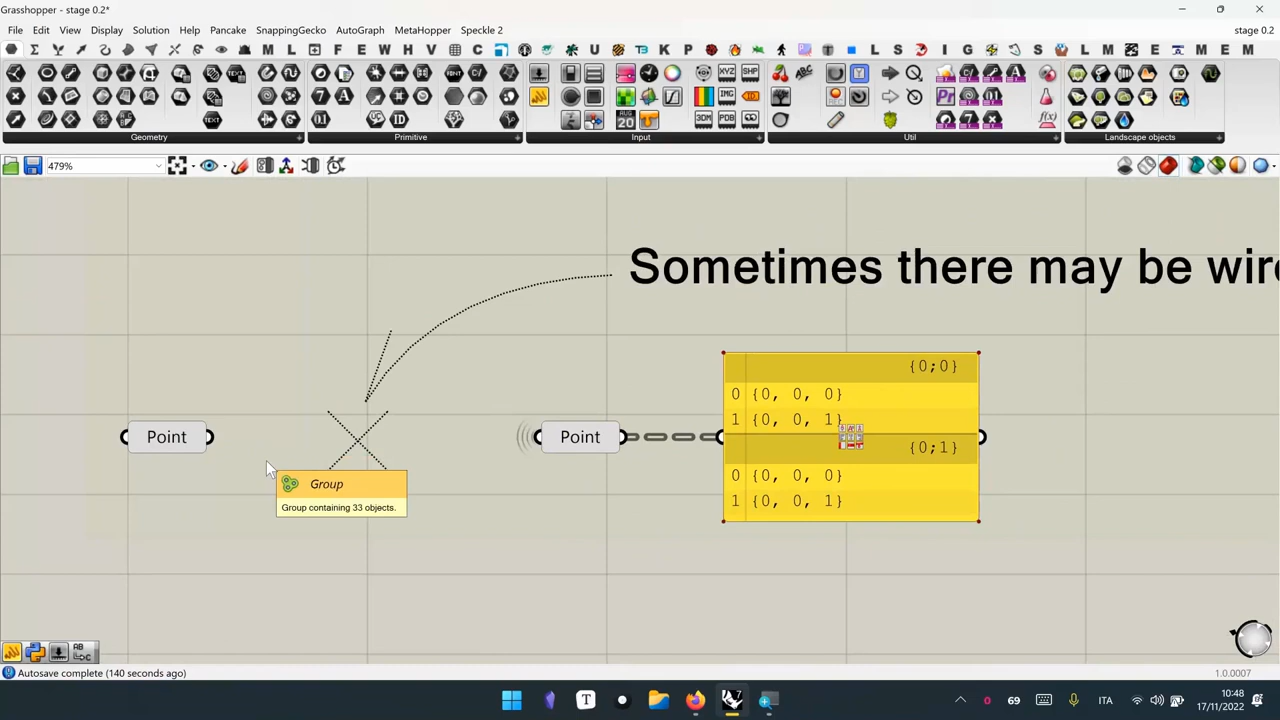 Grasshopper - stage 0.2*
File Edit View Display Solution Help Pancake SnappingGecko AutoGraph MetaHopper Speckle 2
stage 0.2
Geometry Primitive Input Util Landscape objects
479%
Sometimes there may be wire
{0;0}
0 {0, 0, 0}
1 {0, 0, 1}
Point
Point
{0;1}
0 {0, 0, 0}
1 {0, 0, 1}
Group
Group containing 33 objects.
Autosave complete (140 seconds ago)
1.0.0007
0 69 ITA
10:48
17/11/2022